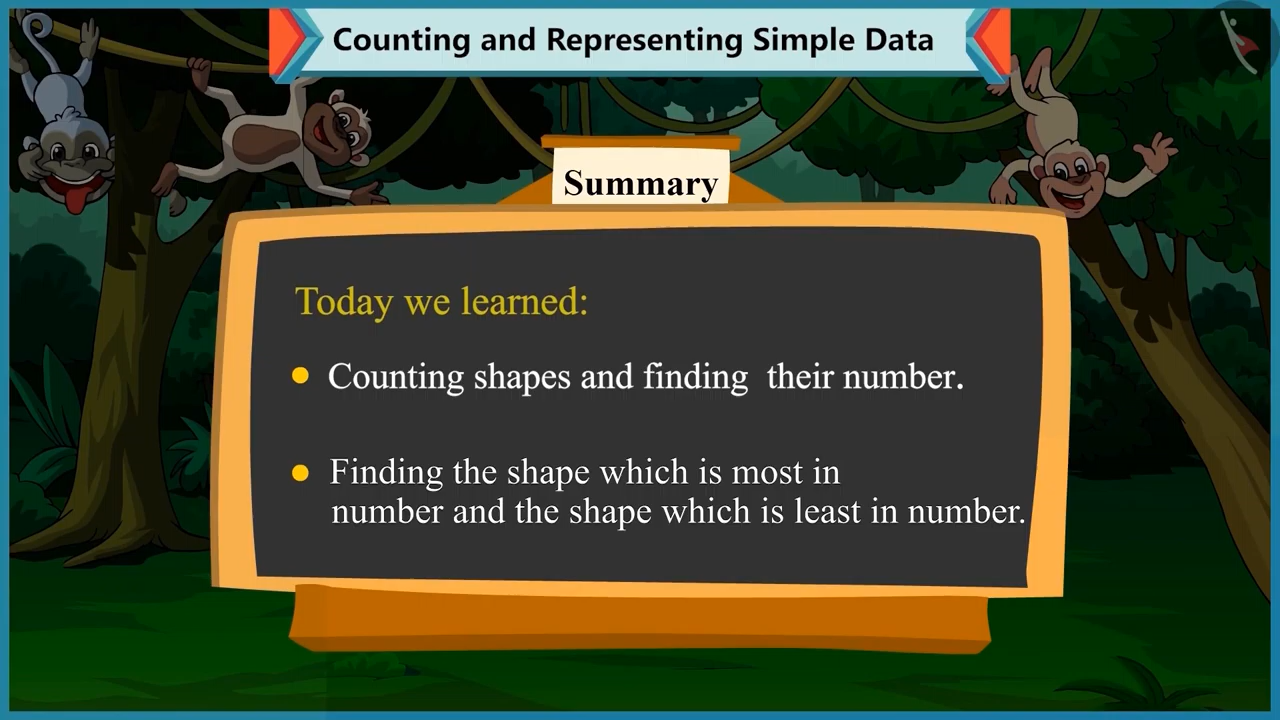 Counting and Representing Simple Data
Summary
Today we learned:
Counting shapes and finding their number.
Finding the shape which is most in
number and the shape which is least in number.